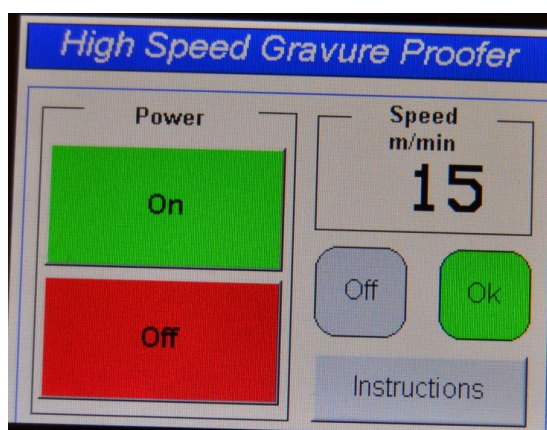 High Speed Gravure Proofer
Power
On
Off
Speed
m/min
15
Off
Ok
Instructions